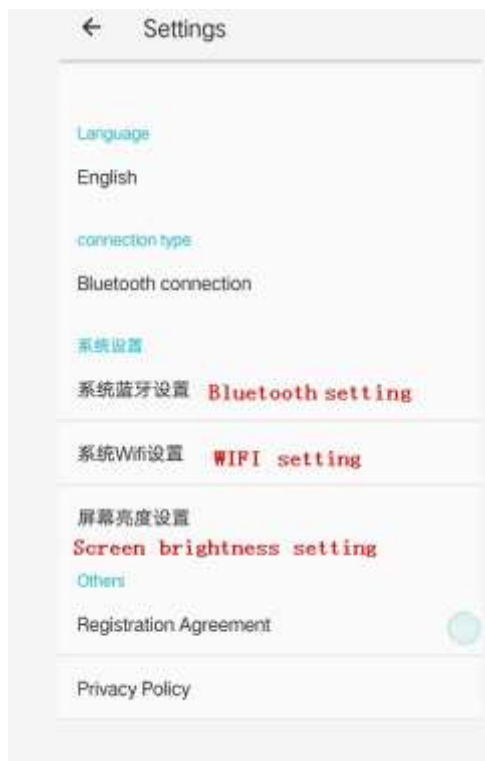 ← Settings
Language
English
connection type
Bluetooth connection
系统设置
系统蓝牙设置 Bluetooth setting
系统Wifi设置 WIFI setting
屏幕亮度设置
Screen brightness setting
Others
Registration Agreement
Privacy Policy